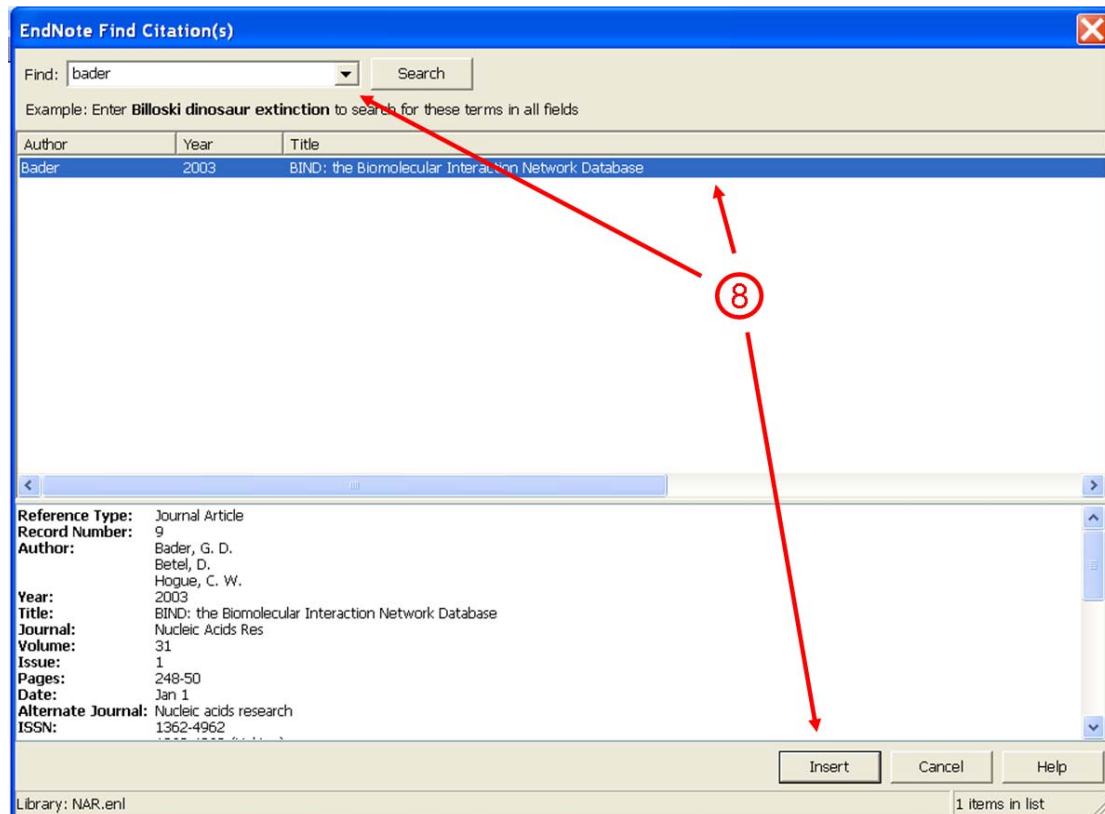 EndNote Find Citation(s)
Find: bader Search
Example: Enter Billoski dinosaur extinction to search for these terms in all fields
Author Year Title
Bader 2003 BIND: the Biomolecular Interaction Network Database
8
Reference Type: Journal Article
Record Number: 9
Author: Bader, G. D.
Betel, D.
Hogue, C. W.
Year: 2003
Title: BIND: the Biomolecular Interaction Network Database
Journal: Nucleic Acids Res
Volume: 31
Issue: 1
Pages: 248-50
Date: Jan 1
Alternate Journal: Nucleic acids research
ISSN: 1362-4962
Insert Cancel Help
Library: NAR.enl 1 items in list